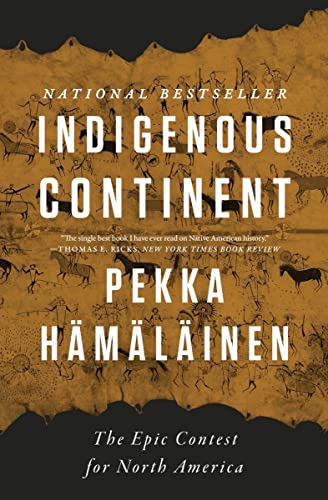 NATIONAL BESTSELLER
INDIGENOUS
CONTINENT
"The single best book I have ever read on Native American history."
—THOMAS E. RICKS, NEW YORK TIMES BOOK REVIEW
PEKKA
HÄMÄLÄINEN
The Epic Contest
for North America